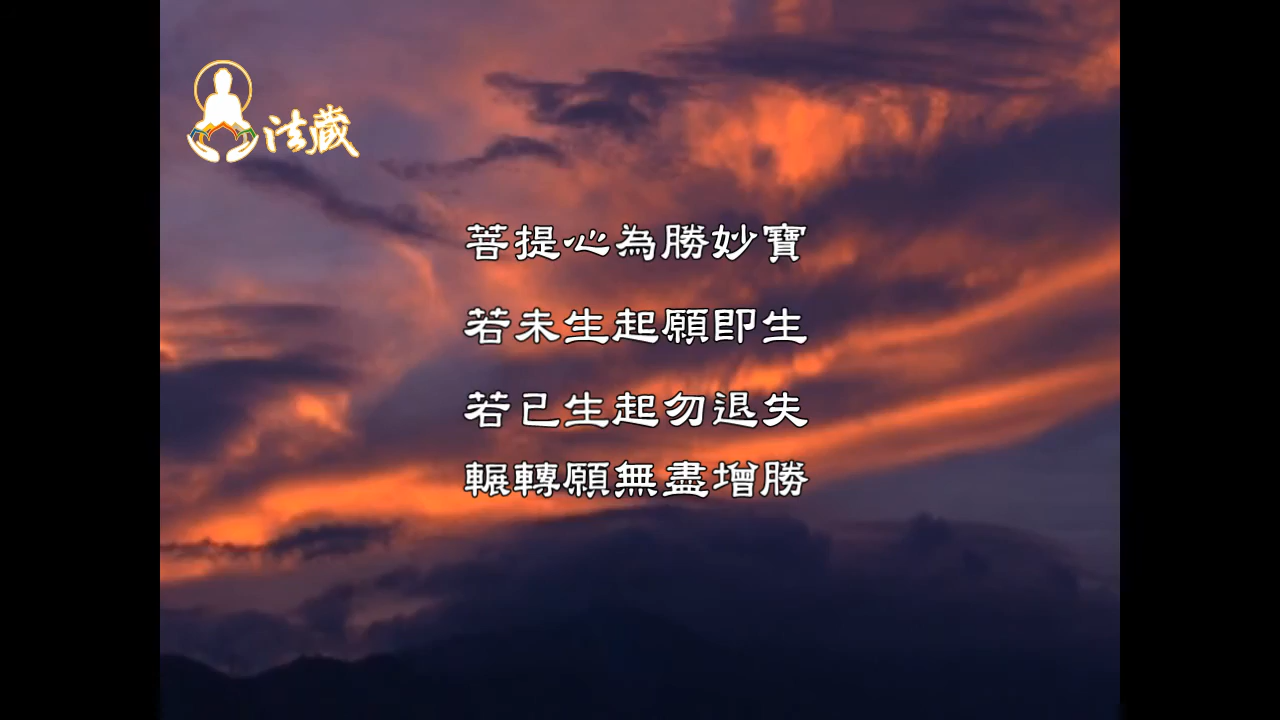 法藏
菩提心為勝妙寶
若未生起願即生
若已生起勿退失
輾轉願無盡增勝